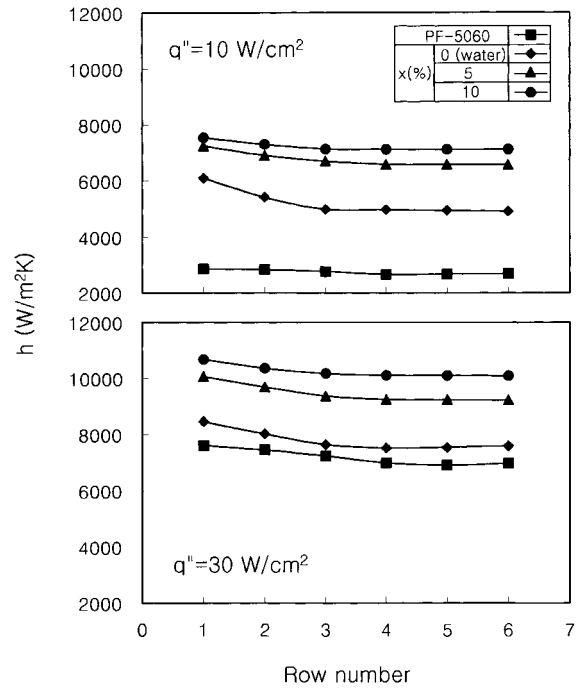 12000
10000
8000
6000
4000
2000
q"=10 W/cm²
PF-5060
x(%)
0 (water)
5
10
h (W/m²K)
12000
10000
8000
6000
4000
2000
q"=30 W/cm²
0 1 2 3 4 5 6 7
Row number